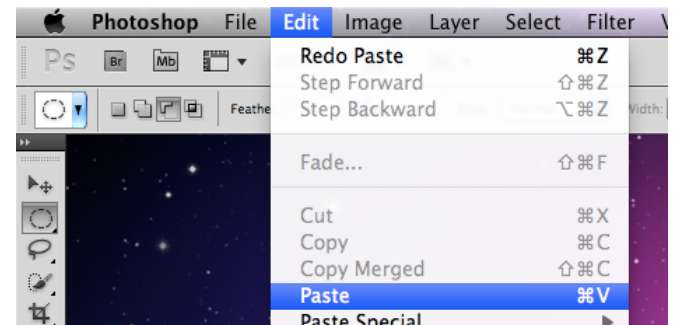 Photoshop File Edit Image Layer Select Filter
Ps Br Mb
Redo Paste ⌘Z
Step Forward ⇧⌘Z
Step Backward ⌥⌘Z
Feathe
Width:
Fade... ⇧⌘F
Cut ⌘X
Copy ⌘C
Copy Merged ⇧⌘C
Paste ⌘V
Paste Special